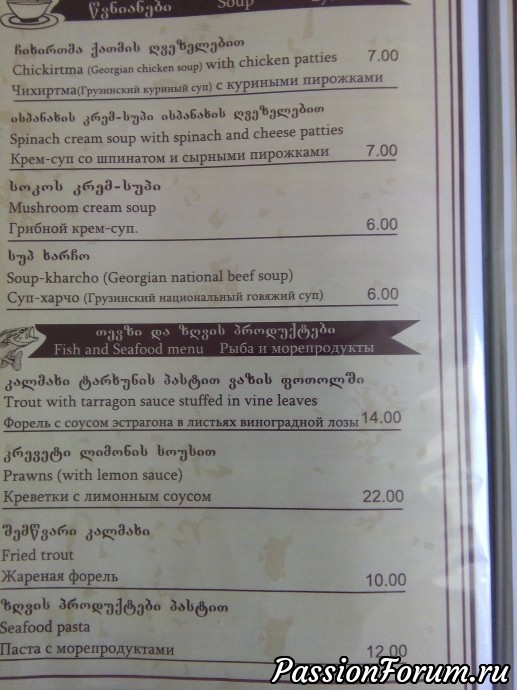 წვნიანები Soup
ჩიხირთმა ქათმის ღვეზელებით
Chickirtma (Georgian chicken soup) with chicken patties 7.00
Чихиртма(Грузинский куриный суп) с куриными пирожками
ისპანახის კრემ-სუპი ისპანახის ღვეზელებით
Spinach cream soup with spinach and cheese patties
Крем-суп со шпинатом и сырными пирожками 7.00
სოკოს კრემ-სუპი
Mushroom cream soup
Грибной крем-суп. 6.00
სუპ ხარჩო
Soup-kharcho (Georgian national beef soup)
Суп-харчо (Грузинский национальный говяжий суп) 6.00
თევზი და ზღვის პროდუქტები
Fish and Seafood menu Рыба и морепродукты
კალმახი ტარხუნის პასტით ვაზის ფოთოლში
Trout with tarragon sauce stuffed in vine leaves
Форель с соусом эстрагона в листьях виноградной лозы 14.00
კრევეტი ლიმონის სოუსით
Prawns (with lemon sauce)
Креветки с лимонным соусом 22.00
შემწვარი კალმახი
Fried trout
Жареная форель 10.00
ზღვის პროდუქტები პასტით
Seafood pasta
Паста с морепродуктами 12.00
PassionForum.ru